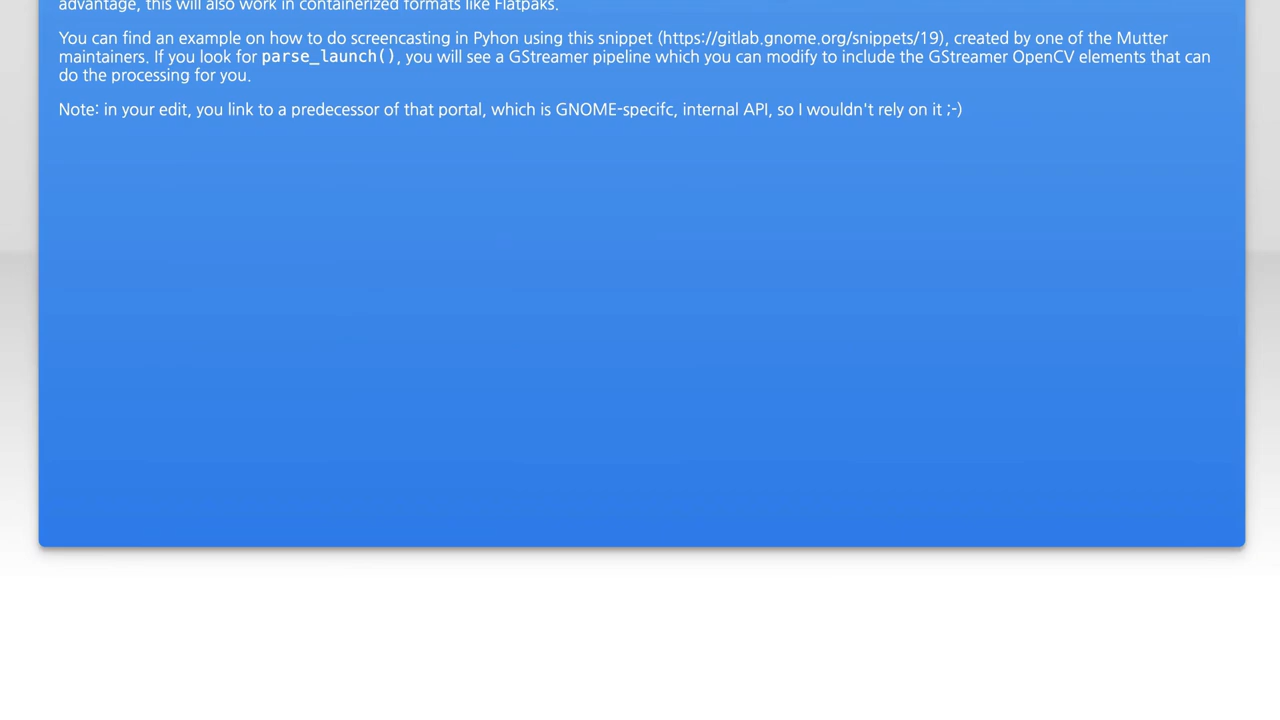 advantage, this will also work in containerized formats like Flatpaks.
You can find an example on how to do screencasting in Pyhon using this snippet (https://gitlab.gnome.org/snippets/19), created by one of the Mutter
maintainers. If you look for parse_launch(), you will see a GStreamer pipeline which you can modify to include the GStreamer OpenCV elements that can
do the processing for you.
Note: in your edit, you link to a predecessor of that portal, which is GNOME-specifc, internal API, so I wouldn't rely on it ;-)